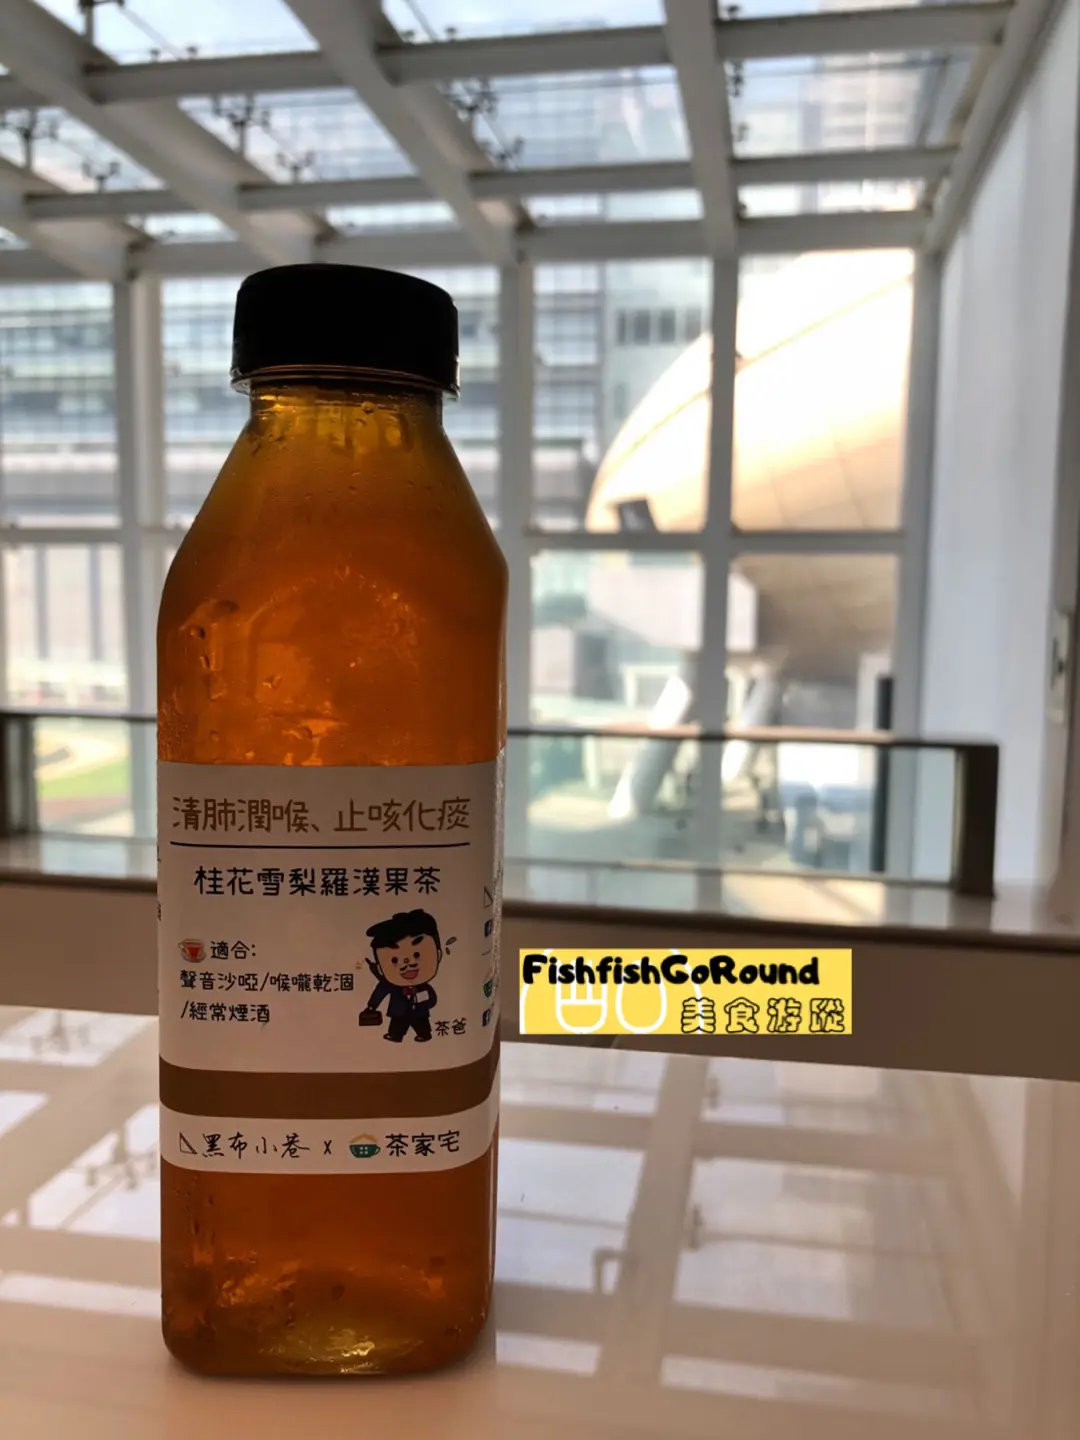 清肺潤喉、止咳化痰
桂花雪梨羅漢果茶
適合:
聲音沙啞/喉嚨乾涸
/經常煙酒
茶爸
黑布小巷 x 茶家宅
FishfishGoRound
美食游蹤